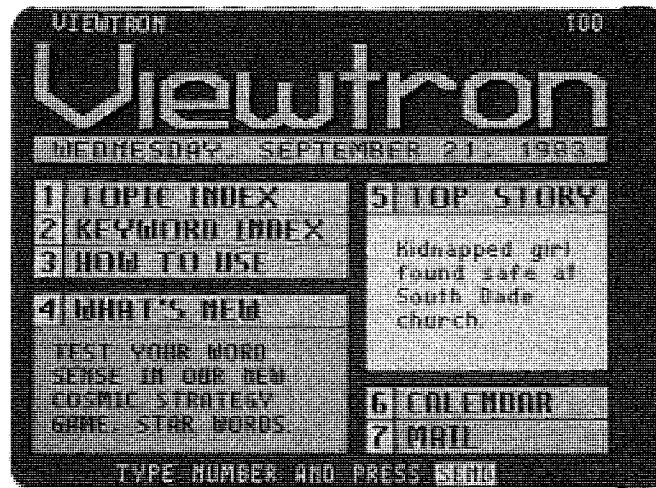 VIEWTRON 100
Viewtron
WEDNESDAY, SEPTEMBER 21, 1983
1 TOPIC INDEX
2 KEYWORD INDEX
3 HOW TO USE
4 WHAT'S NEW
TEST YOUR WORD
SENSE IN OUR NEW
COSMIC STRATEGY
GAME, STAR WORDS.
5 TOP STORY
Kidnapped girl
found safe at
South Dade
church.
6 CALENDAR
7 MAIL
TYPE NUMBER AND PRESS SEND